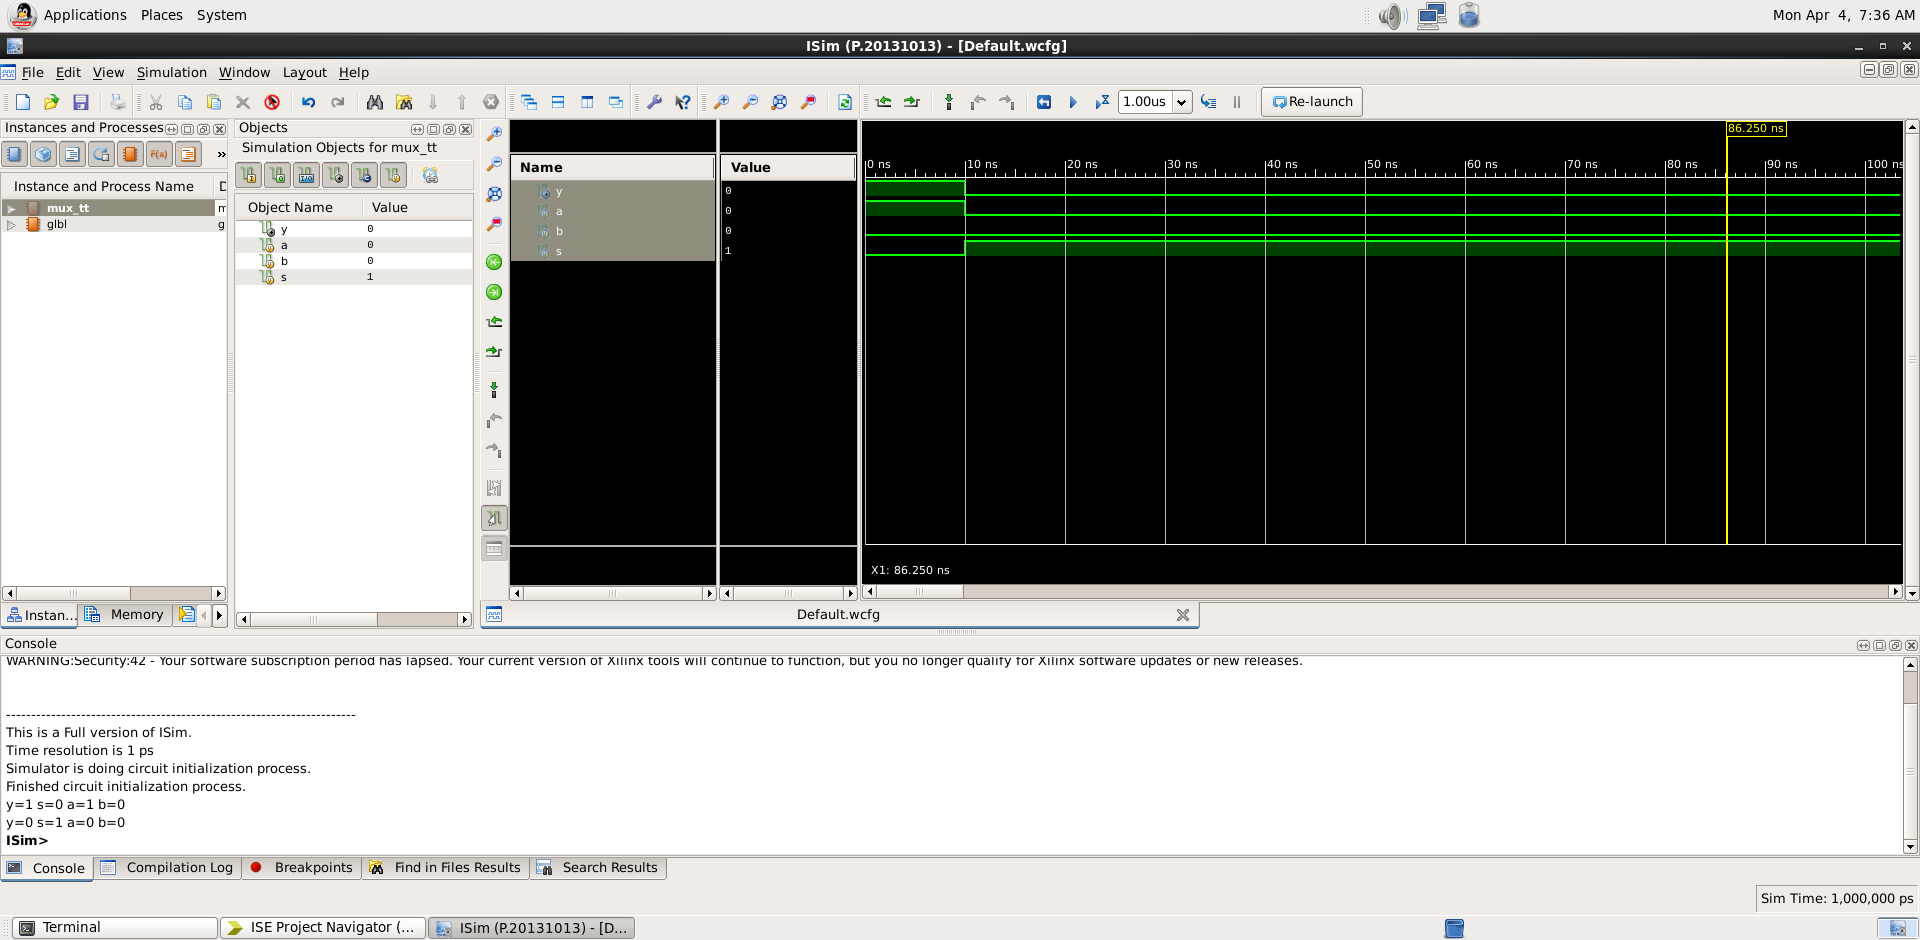 Applications Places System
Mon Apr 4, 7:36 AM
ISim (P.20131013) - [Default.wcfg]
File Edit View Simulation Window Layout Help
1.00us
Re-launch
Instances and Processes
Instance and Process Name D
mux_tt m
glbl g
Instan... Memory
Objects
Simulation Objects for mux_tt
Object Name Value
y 0
a 0
b 0
s 1
Name Value
y 0
a 0
b 0
s 1
86.250 ns
0 ns 10 ns 20 ns 30 ns 40 ns 50 ns 60 ns 70 ns 80 ns 90 ns 100 ns
X1: 86.250 ns
Default.wcfg
Console
WARNING:Security:42 - Your software subscription period has lapsed. Your current version of Xilinx tools will continue to function, but you no longer qualify for Xilinx software updates or new releases.
----------------------------------------------------------------------
This is a Full version of ISim.
Time resolution is 1 ps
Simulator is doing circuit initialization process.
Finished circuit initialization process.
y=1 s=0 a=1 b=0
y=0 s=1 a=0 b=0
ISim>
Console Compilation Log Breakpoints Find in Files Results Search Results
Sim Time: 1,000,000 ps
Terminal ISE Project Navigator (... ISim (P.20131013) - [D...